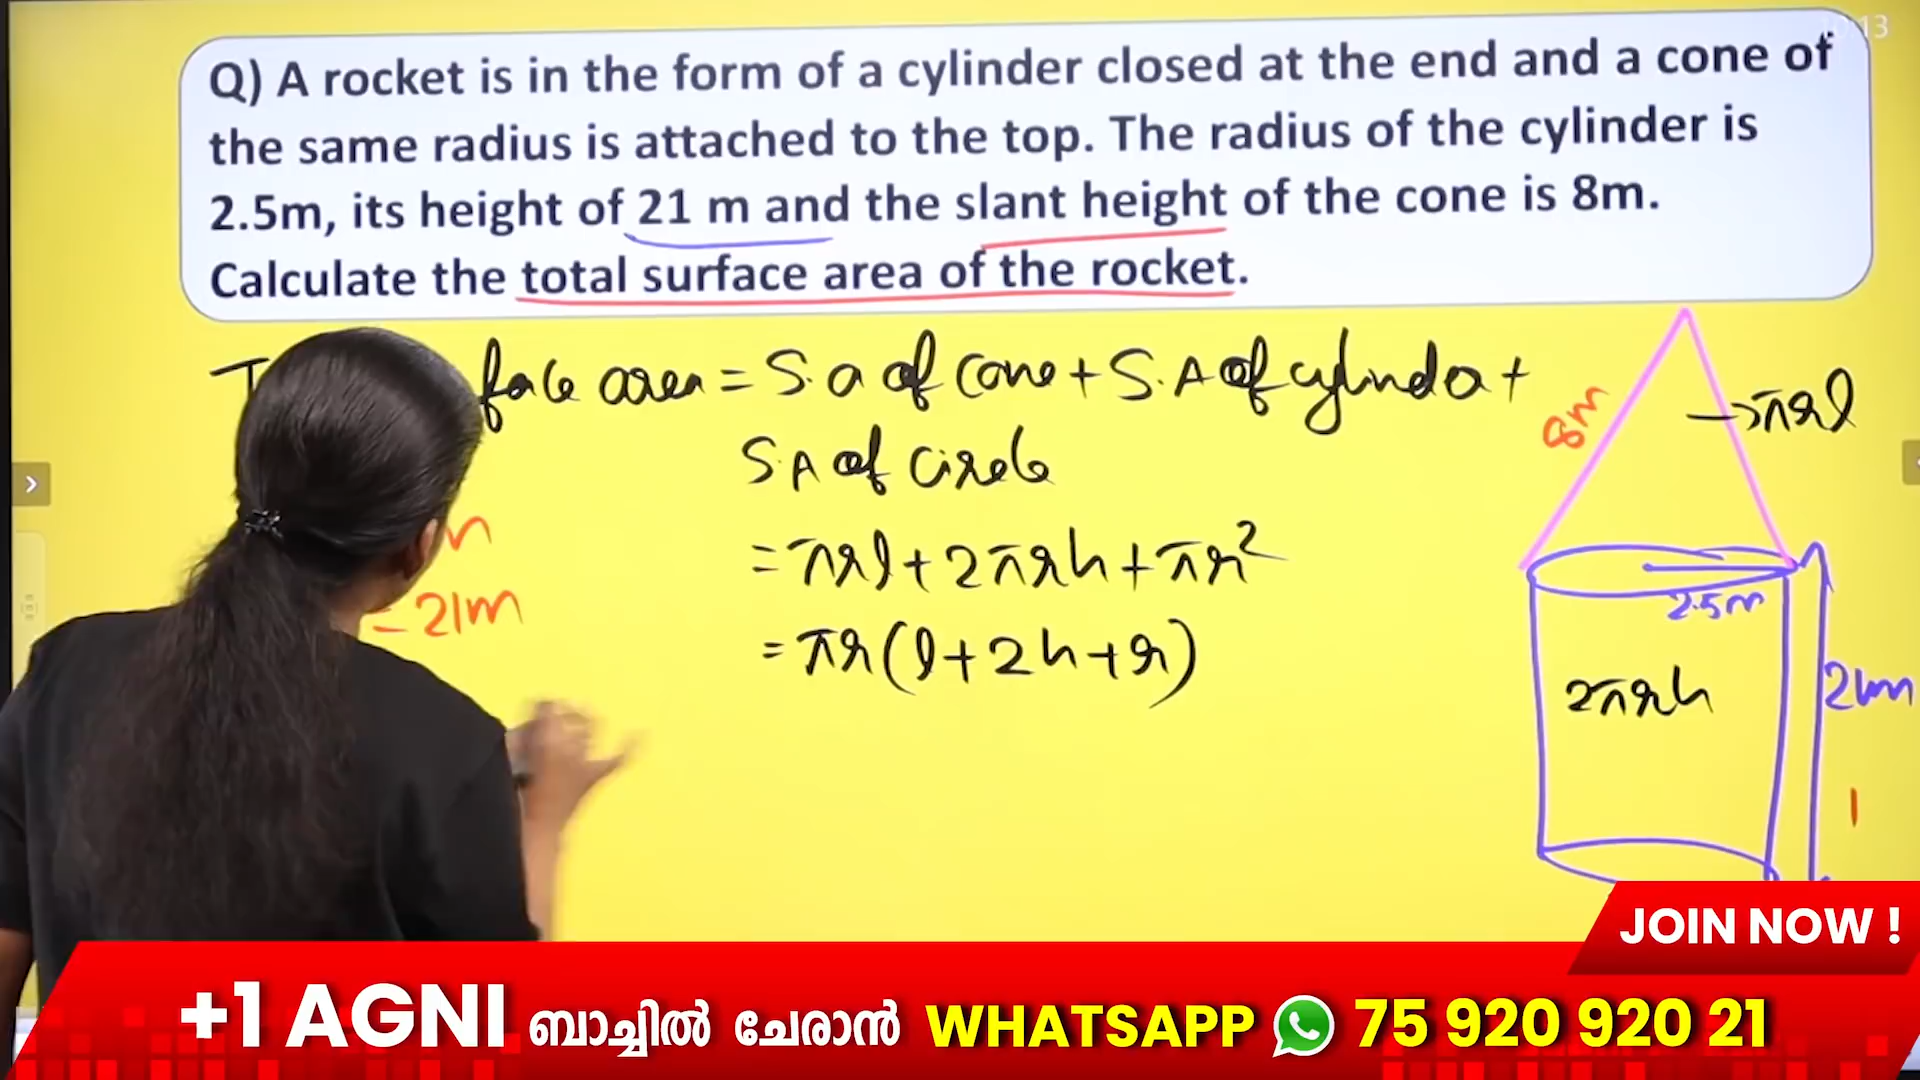 Q) A rocket is in the form of a cylinder closed at the end and a cone of
the same radius is attached to the top. The radius of the cylinder is
2.5m, its height of 21 m and the slant height of the cone is 8m.
Calculate the total surface area of the rocket.
face area = S.a of Cone + S.A of cylinder +
S.A of Circle
= πrl + 2πrh + πr²
= πr(l + 2h + r)
= 21m
8m
→ πrl
2.5m
2πrh
21m
JOIN NOW !
+1 AGNI ബാച്ചിൽ ചേരാൻ WHATSAPP 75 920 920 21